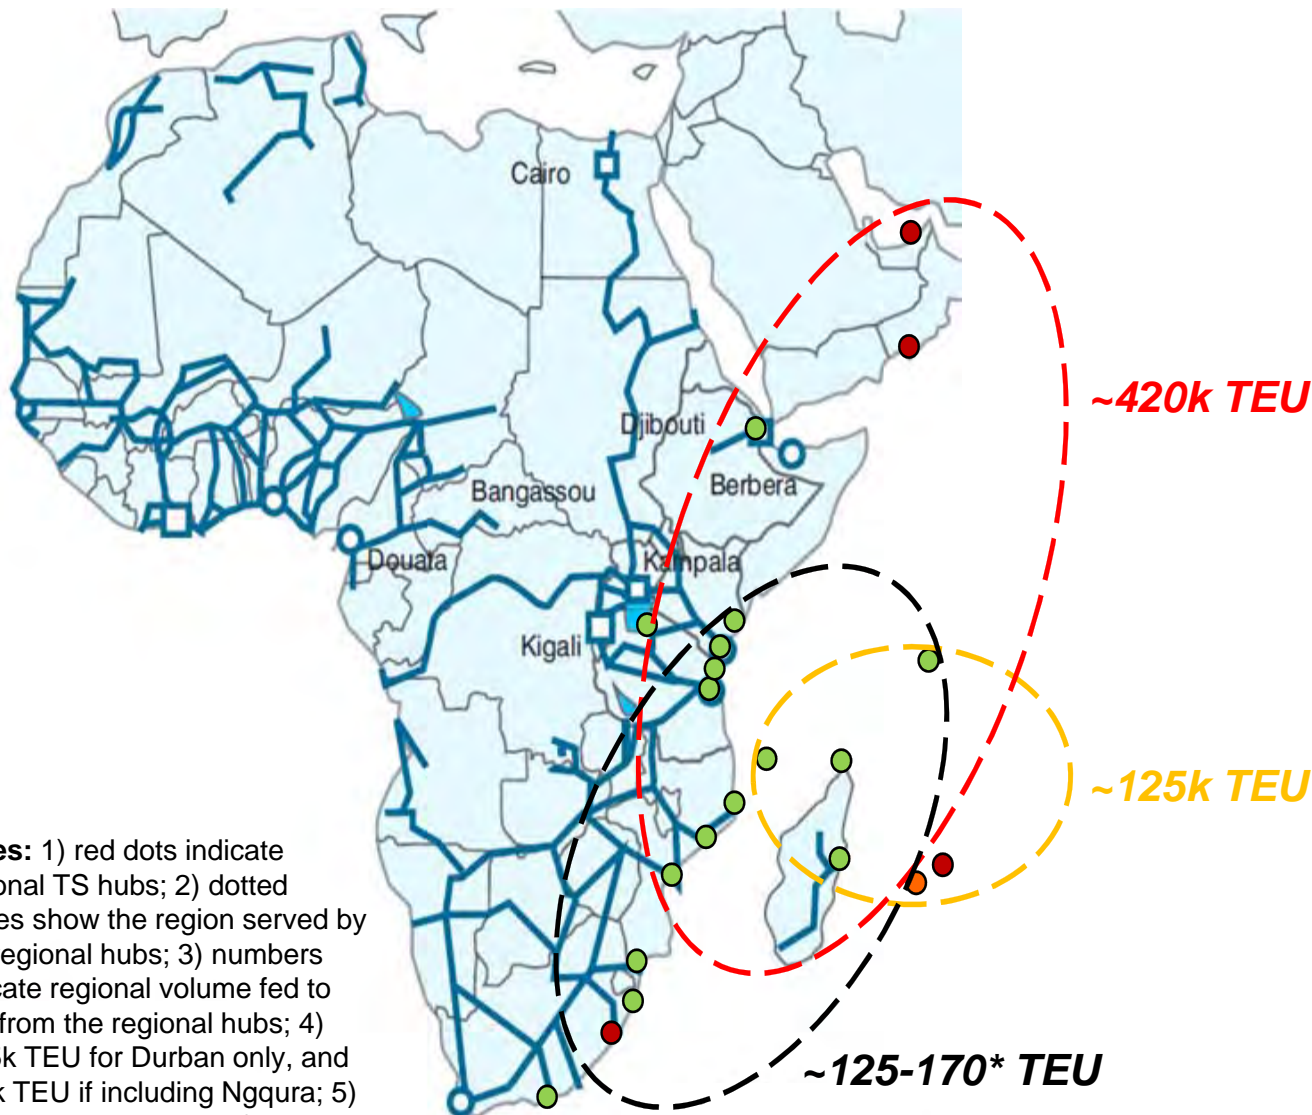 Cairo
~420k TEU
Djibouti
Berbera
Bangassou
Douata
Kampala
Kigali
~125k TEU
es: 1) red dots indicate
onal TS hubs; 2) dotted
es show the region served by
egional hubs; 3) numbers
cate regional volume fed to
from the regional hubs; 4)
k TEU for Durban only, and
k TEU if including Ngqura; 5)
~125-170* TEU